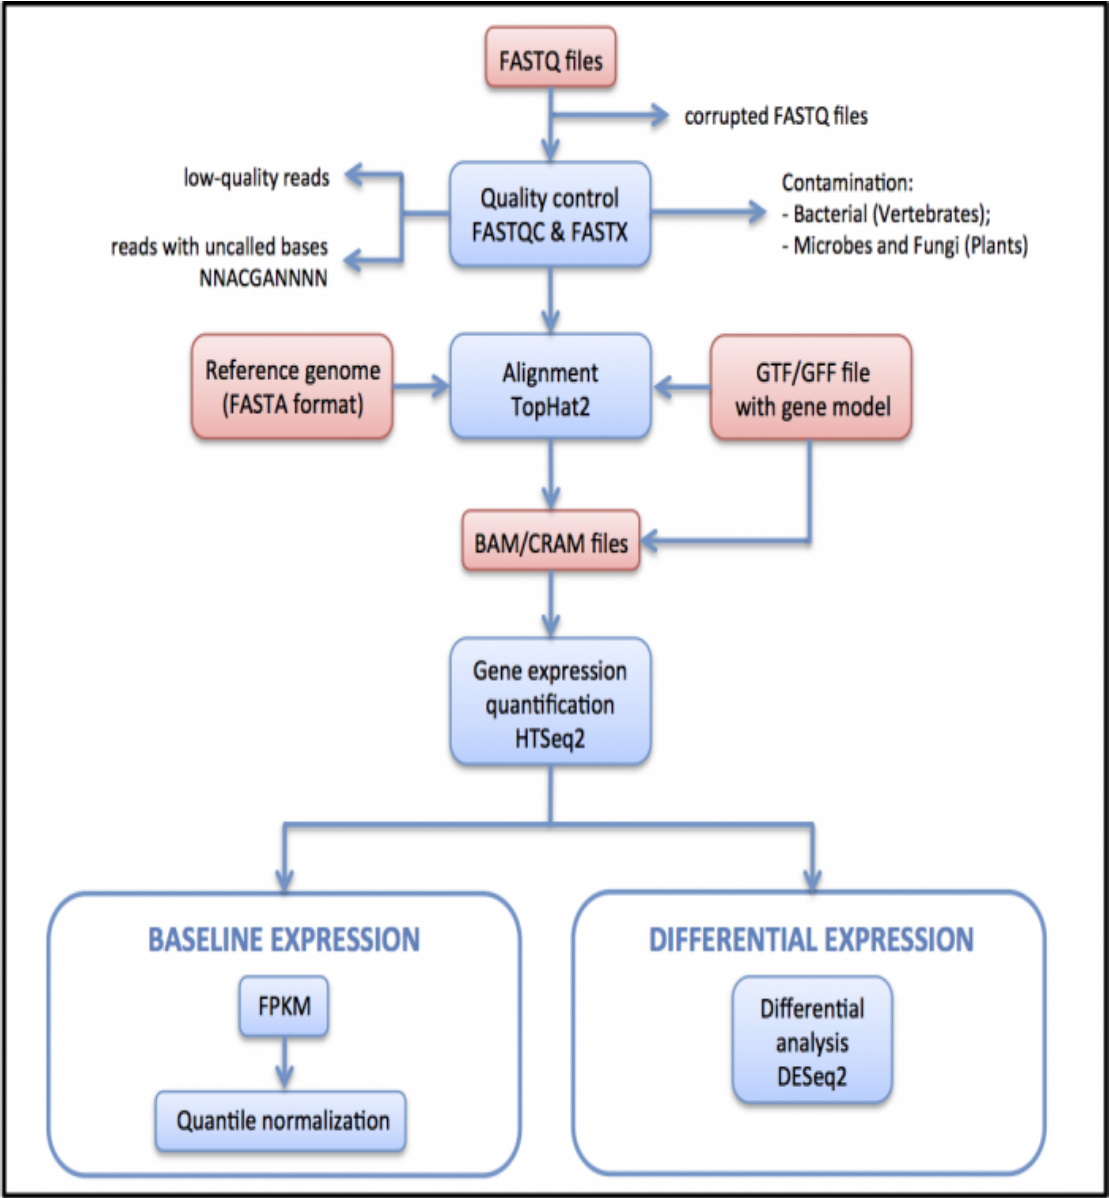 FASTQ files
corrupted FASTQ files
low-quality reads
Quality control
FASTQC & FASTX
Contamination:
- Bacterial (Vertebrates);
- Microbes and Fungi (Plants)
reads with uncalled bases
NNACGANNNN
Reference genome
(FASTA format)
Alignment
TopHat2
GTF/GFF file
with gene model
BAM/CRAM files
Gene expression
quantification
HTSeq2
BASELINE EXPRESSION
FPKM
Quantile normalization
DIFFERENTIAL EXPRESSION
Differential
analysis
DESeq2